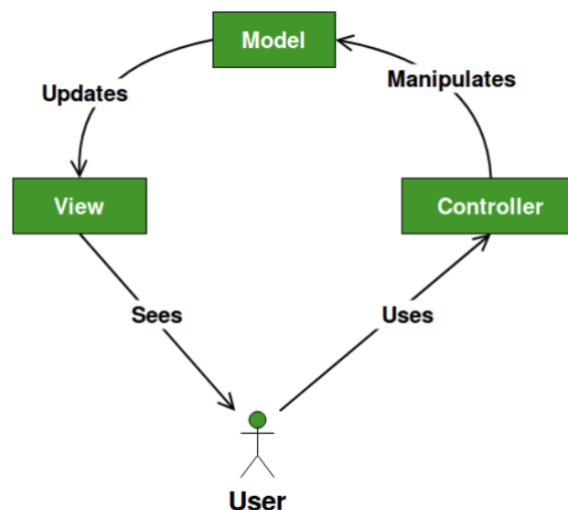 Model
Updates
Manipulates
View
Controller
Sees
Uses
User